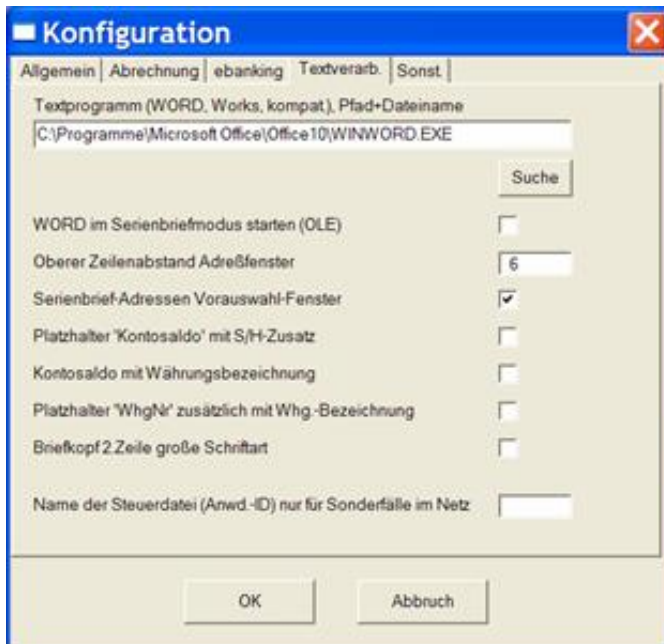 Konfiguration
Allgemein Abrechnung ebanking Textverarb. Sonst.
Textprogramm (WORD, Works, kompat.), Pfad+Dateiname
C:\Programme\Microsoft Office\Office10\WINWORD.EXE
Suche
WORD im Serienbriefmodus starten (OLE)
Oberer Zeilenabstand Adreßfenster 6
Serienbrief-Adressen Vorauswahl-Fenster
Platzhalter 'Kontosaldo' mit S/H-Zusatz
Kontosaldo mit Währungsbezeichnung
Platzhalter 'WhgNr' zusätzlich mit Whg.-Bezeichnung
Briefkopf 2.Zeile große Schriftart
Name der Steuerdatei (Anwd.-ID) nur für Sonderfälle im Netz
OK Abbruch